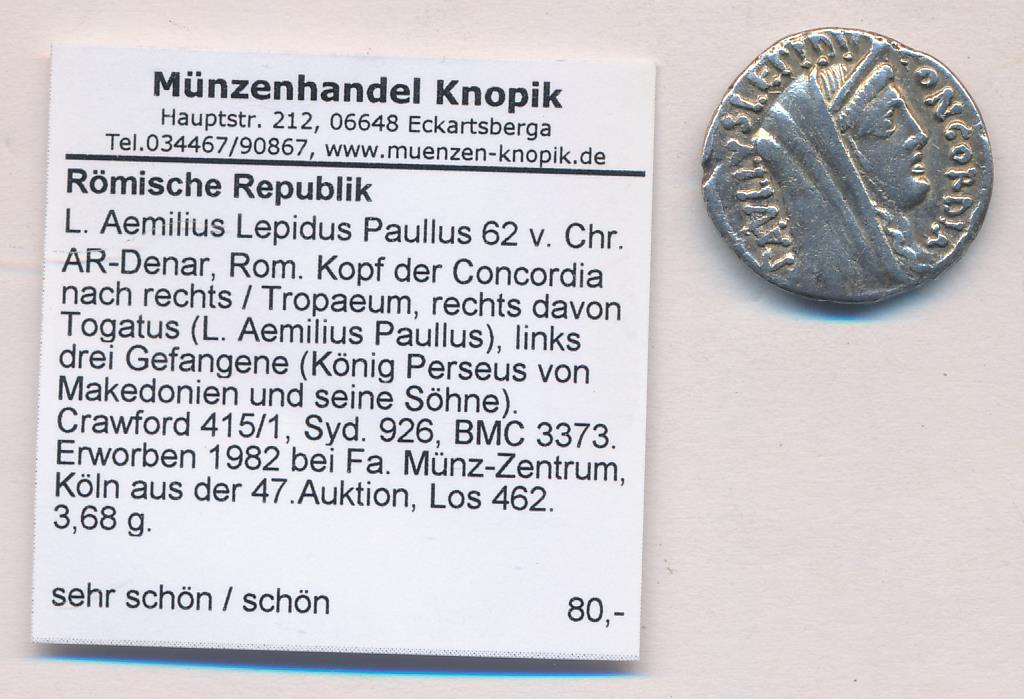 Münzenhandel Knopik
Hauptstr. 212, 06648 Eckartsberga
Tel.034467/90867, www.muenzen-knopik.de
Römische Republik
L. Aemilius Lepidus Paullus 62 v. Chr.
AR-Denar, Rom. Kopf der Concordia
nach rechts / Tropaeum, rechts davon
Togatus (L. Aemilius Paullus), links
drei Gefangene (König Perseus von
Makedonien und seine Söhne).
Crawford 415/1, Syd. 926, BMC 3373.
Erworben 1982 bei Fa. Münz-Zentrum,
Köln aus der 47.Auktion, Los 462.
3,68 g.
sehr schön / schön 80,-
CONCORDIA